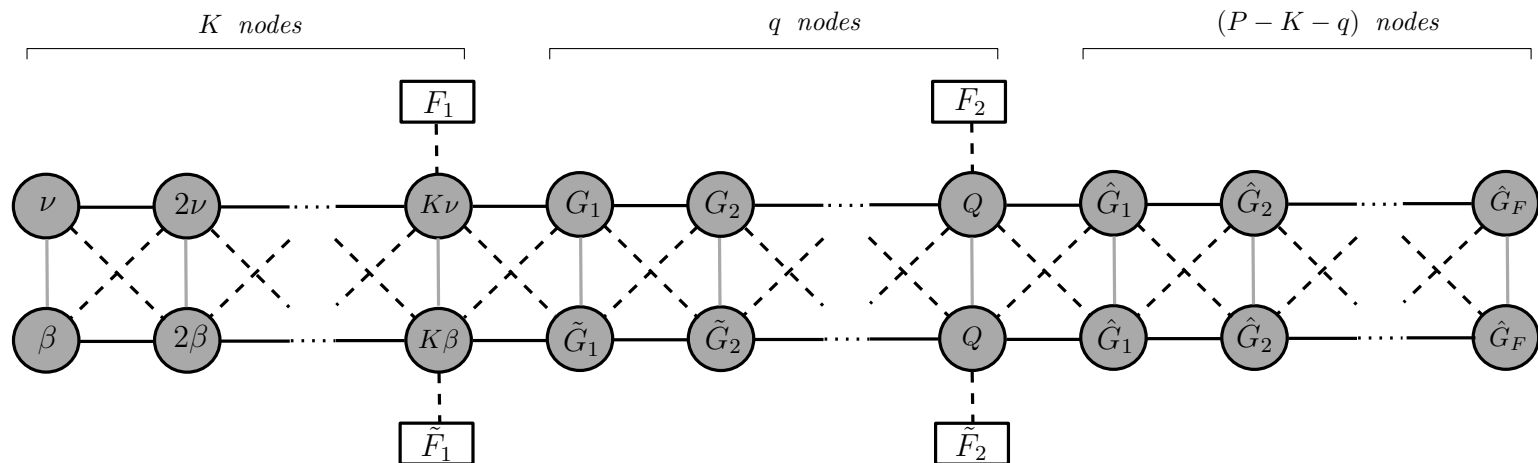 K nodes q nodes (P − K − q) nodes
F₁ F₂
ν 2ν ... Kν G₁ G₂ ... Q Ĝ₁ Ĝ₂ ... Ĝ_F
β 2β ... Kβ G̃₁ G̃₂ ... Q Ĝ₁ Ĝ₂ ... Ĝ_F
F̃₁ F̃₂